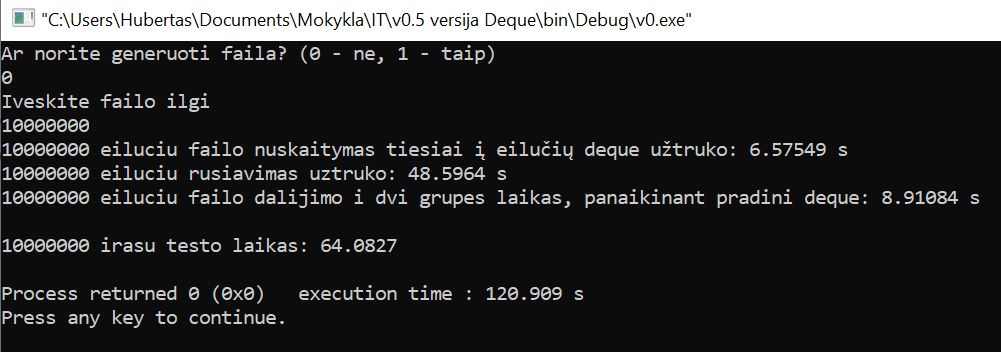 "C:\Users\Hubertas\Documents\Mokykla\IT\v0.5 versija Deque\bin\Debug\v0.exe"
Ar norite generuoti faila? (0 - ne, 1 - taip)
0
Iveskite failo ilgi
10000000
10000000 eiluciu failo nuskaitymas tiesiai į eilučių deque užtruko: 6.57549 s
10000000 eiluciu rusiavimas uztruko: 48.5964 s
10000000 eiluciu failo dalijimo i dvi grupes laikas, panaikinant pradini deque: 8.91084 s
10000000 irasu testo laikas: 64.0827
Process returned 0 (0x0)   execution time : 120.909 s
Press any key to continue.